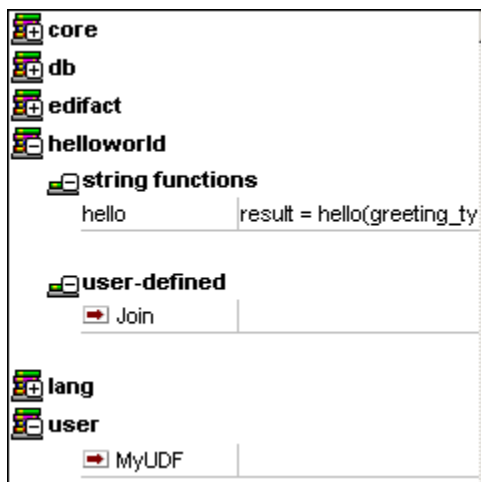 core
db
edifact
helloworld
string functions
hello result = hello(greeting_ty
user-defined
Join
lang
user
MyUDF